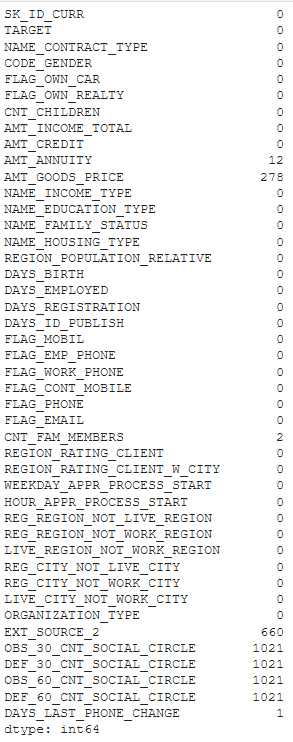 SK_ID_CURR 0
TARGET 0
NAME_CONTRACT_TYPE 0
CODE_GENDER 0
FLAG_OWN_CAR 0
FLAG_OWN_REALTY 0
CNT_CHILDREN 0
AMT_INCOME_TOTAL 0
AMT_CREDIT 0
AMT_ANNUITY 12
AMT_GOODS_PRICE 278
NAME_INCOME_TYPE 0
NAME_EDUCATION_TYPE 0
NAME_FAMILY_STATUS 0
NAME_HOUSING_TYPE 0
REGION_POPULATION_RELATIVE 0
DAYS_BIRTH 0
DAYS_EMPLOYED 0
DAYS_REGISTRATION 0
DAYS_ID_PUBLISH 0
FLAG_MOBIL 0
FLAG_EMP_PHONE 0
FLAG_WORK_PHONE 0
FLAG_CONT_MOBILE 0
FLAG_PHONE 0
FLAG_EMAIL 0
CNT_FAM_MEMBERS 2
REGION_RATING_CLIENT 0
REGION_RATING_CLIENT_W_CITY 0
WEEKDAY_APPR_PROCESS_START 0
HOUR_APPR_PROCESS_START 0
REG_REGION_NOT_LIVE_REGION 0
REG_REGION_NOT_WORK_REGION 0
LIVE_REGION_NOT_WORK_REGION 0
REG_CITY_NOT_LIVE_CITY 0
REG_CITY_NOT_WORK_CITY 0
LIVE_CITY_NOT_WORK_CITY 0
ORGANIZATION_TYPE 0
EXT_SOURCE_2 660
OBS_30_CNT_SOCIAL_CIRCLE 1021
DEF_30_CNT_SOCIAL_CIRCLE 1021
OBS_60_CNT_SOCIAL_CIRCLE 1021
DEF_60_CNT_SOCIAL_CIRCLE 1021
DAYS_LAST_PHONE_CHANGE 1
dtype: int64